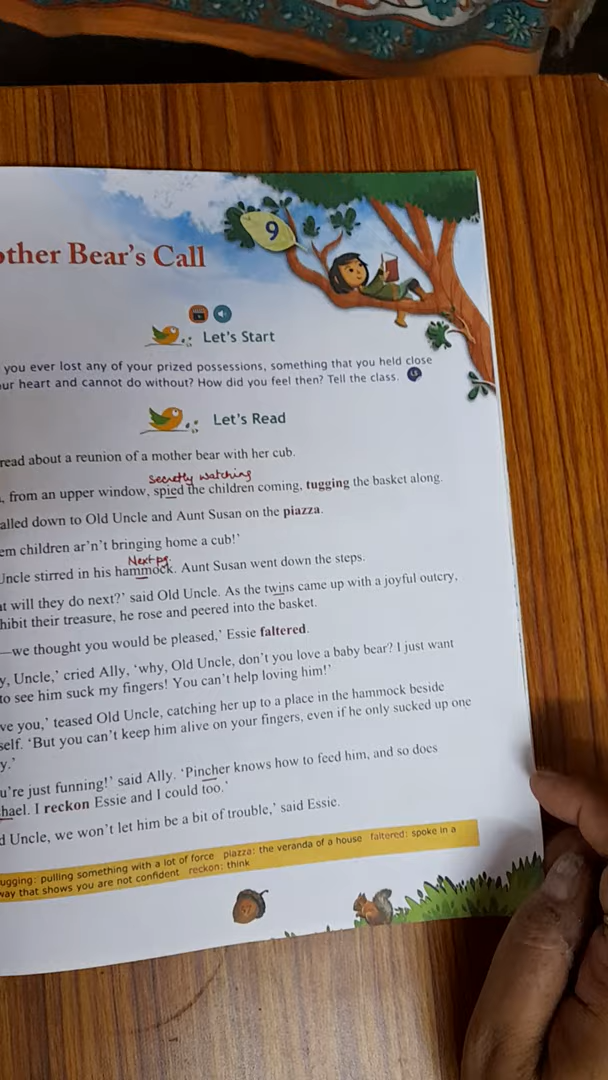 9
other Bear's Call
Let's Start
you ever lost any of your prized possessions, something that you held close
ur heart and cannot do without? How did you feel then? Tell the class.
Let's Read
read about a reunion of a mother bear with her cub.
secretly watching
, from an upper window, spied the children coming, tugging the basket along.
alled down to Old Uncle and Aunt Susan on the piazza.
em children ar'n't bringing home a cub!'
Next pg.
Uncle stirred in his hammock. Aunt Susan went down the steps.
at will they do next?' said Old Uncle. As the twins came up with a joyful outcry,
hibit their treasure, he rose and peered into the basket.
—we thought you would be pleased,' Essie faltered.
y, Uncle,' cried Ally, 'why, Old Uncle, don't you love a baby bear? I just want
to see him suck my fingers! You can't help loving him!'
ve you,' teased Old Uncle, catching her up to a place in the hammock beside
self. 'But you can't keep him alive on your fingers, even if he only sucked up one
y.'
u're just funning!' said Ally. 'Pincher knows how to feed him, and so does
hael. I reckon Essie and I could too.'
d Uncle, we won't let him be a bit of trouble,' said Essie.
ugging: pulling something with a lot of force piazza: the veranda of a house faltered: spoke in a
way that shows you are not confident reckon: think